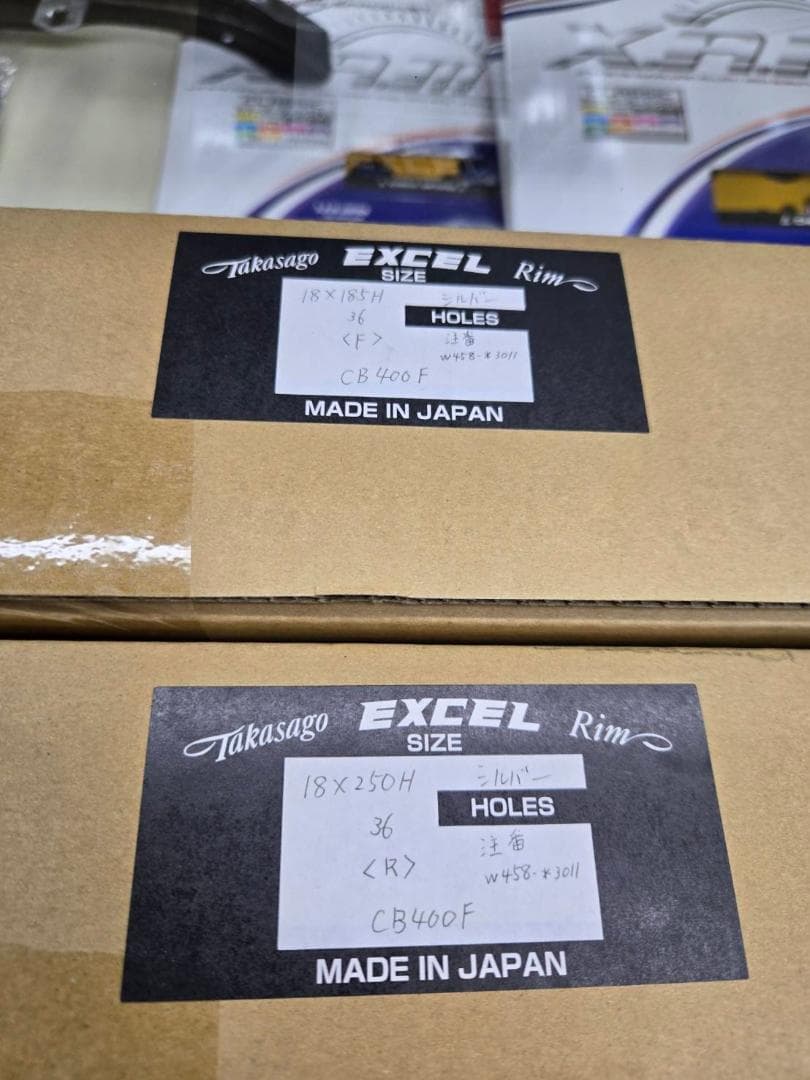 Takasago EXCEL Rim
SIZE
18×185H シルバー
36 HOLES
<F> 注番
W458-*3011
CB400F
MADE IN JAPAN
Takasago EXCEL Rim
SIZE
18×250H シルバー
36 HOLES
<R> 注番
W458-*3011
CB400F
MADE IN JAPAN